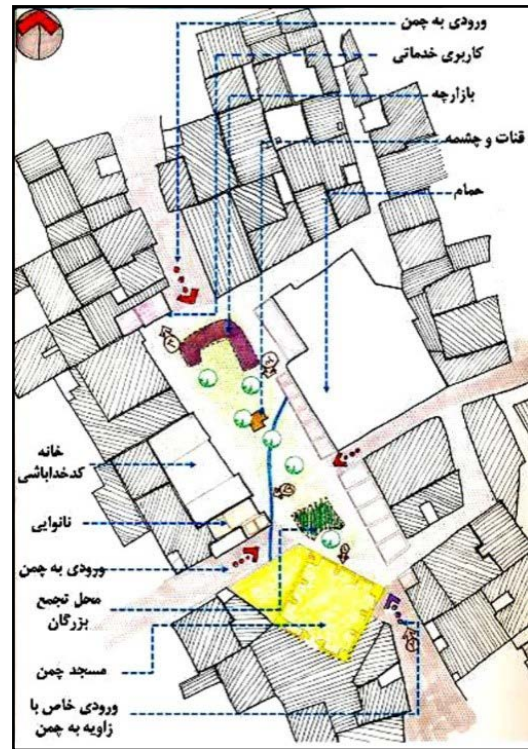 ورودی به چمن
کاربری خدماتی
بازارچه
قنات و چشمه
حمام
خانه
کدخداباشی
نانوایی
ورودی به چمن
محل تجمع
بزرگان
مسجد چمن
ورودی خاص با
زاویه به چمن